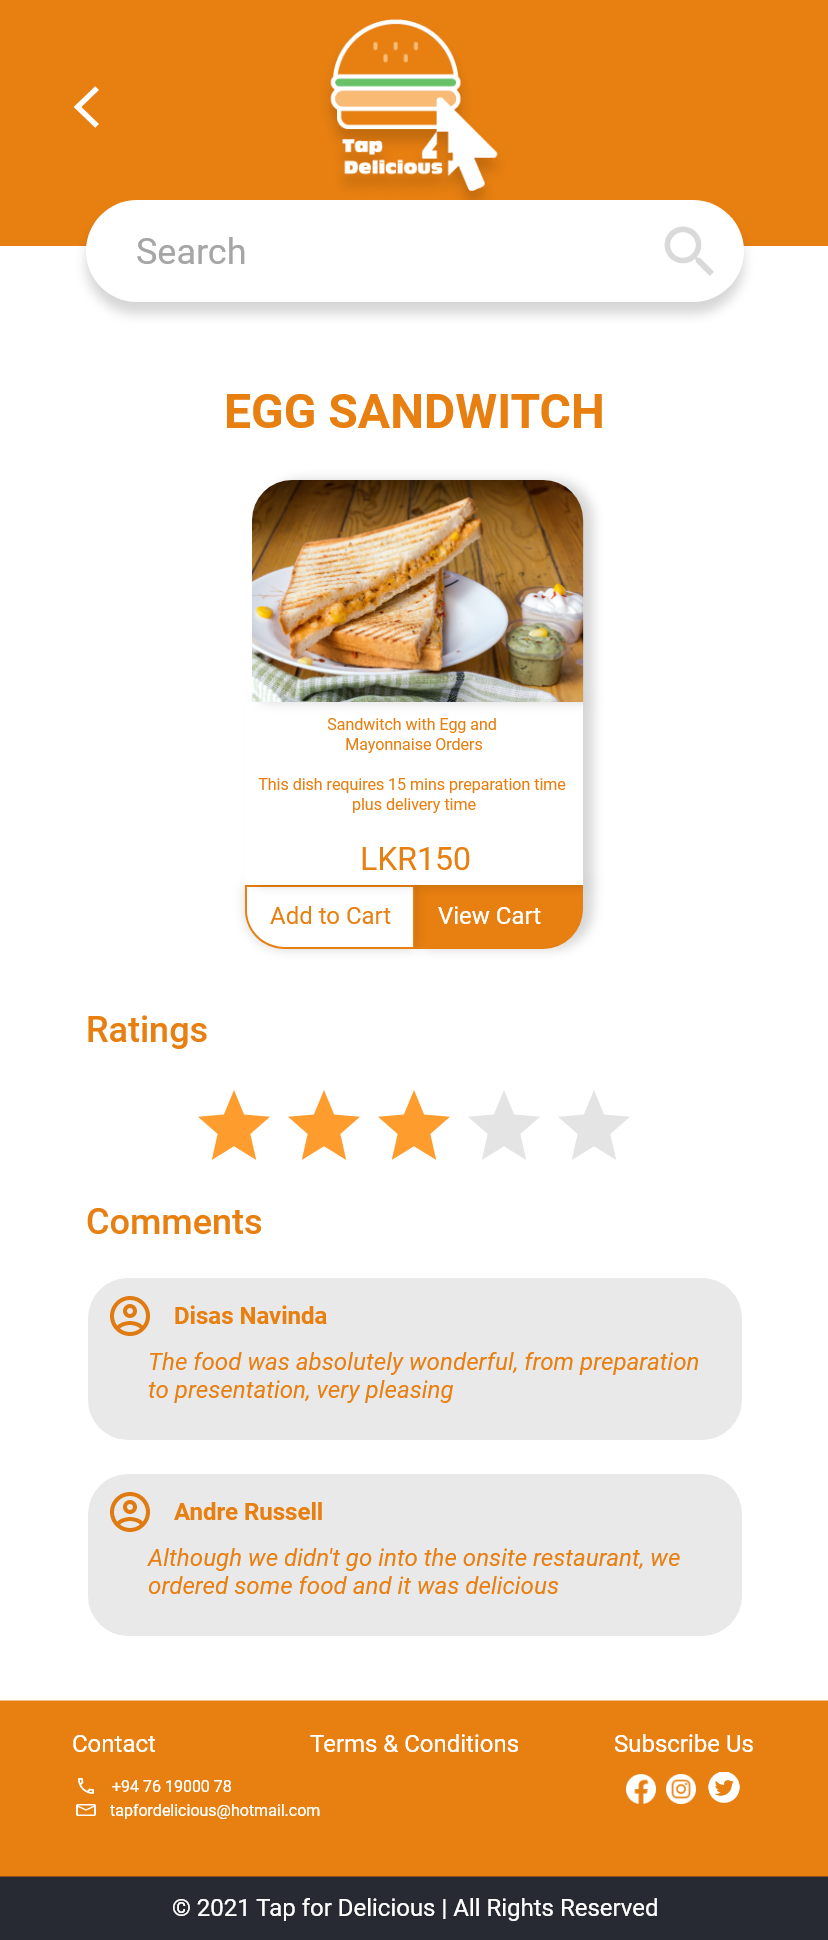 Tap
4
Delicious
Search
EGG SANDWITCH
Sandwitch with Egg and
Mayonnaise Orders
This dish requires 15 mins preparation time
plus delivery time
LKR150
Add to Cart
View Cart
Ratings
Comments
Disas Navinda
The food was absolutely wonderful, from preparation
to presentation, very pleasing
Andre Russell
Although we didn't go into the onsite restaurant, we
ordered some food and it was delicious
Contact
+94 76 19000 78
tapfordelicious@hotmail.com
Terms & Conditions
Subscribe Us
© 2021 Tap for Delicious | All Rights Reserved